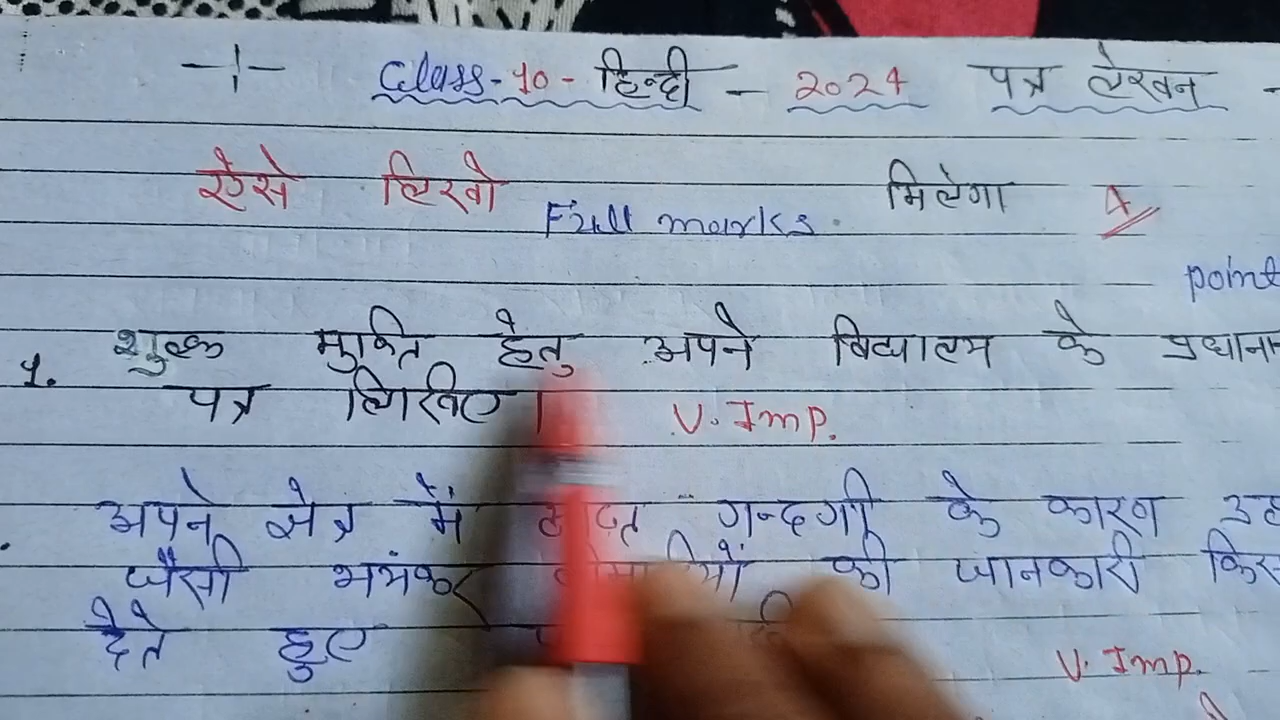 Class-10 - हिन्दी - 2024 पत्र लेखन -
ऐसे लिखो Full marks. मिलेगा 4
point
1. शुल्क मुक्ति हेतु अपने विद्यालय के प्रधानान
पत्र लिखिए। V. Imp.
अपने क्षेत्र में गन्दगी के कारण
जैसी भयंकर की जानकारी किस
देते हुए
V. Imp.